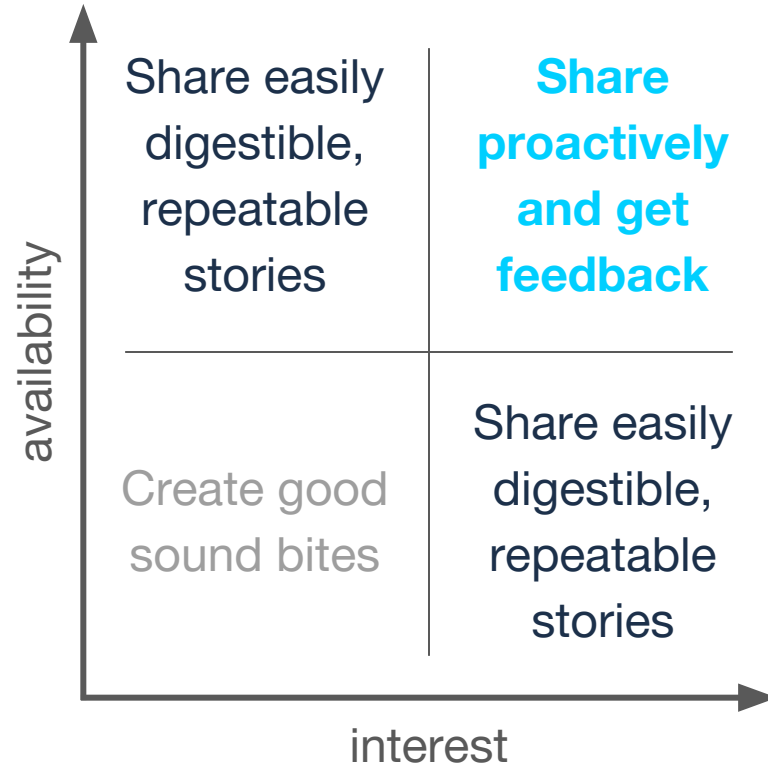 Share easily
digestible,
repeatable
stories
Share
proactively
and get
feedback
availability
Create good
sound bites
Share easily
digestible,
repeatable
stories
interest